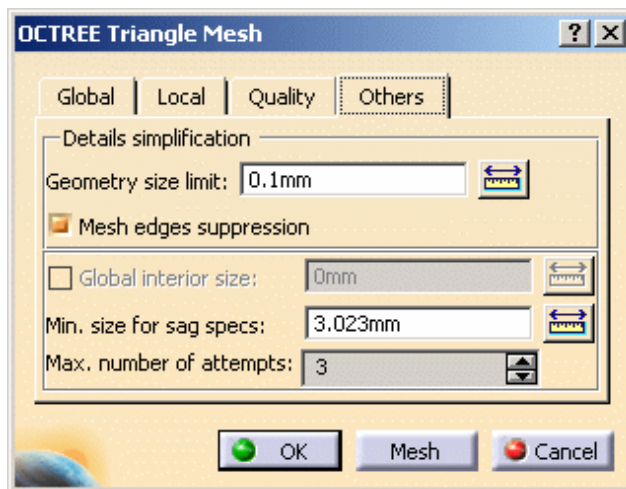 OCTREE Triangle Mesh
Global Local Quality Others
Details simplification
Geometry size limit: 0.1mm
Mesh edges suppression
Global interior size: 0mm
Min. size for sag specs: 3.023mm
Max. number of attempts: 3
OK Mesh Cancel